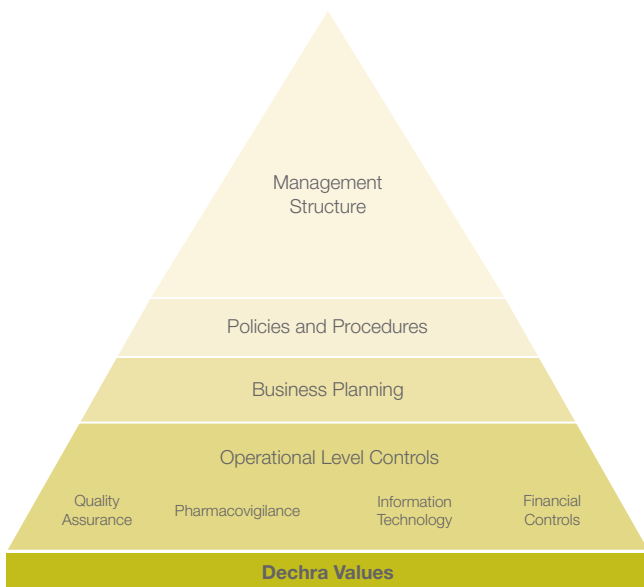 Management
Structure
Policies and Procedures
Business Planning
Operational Level Controls
Quality
Assurance
Pharmacovigilance
Information
Technology
Financial
Controls
Dechra Values